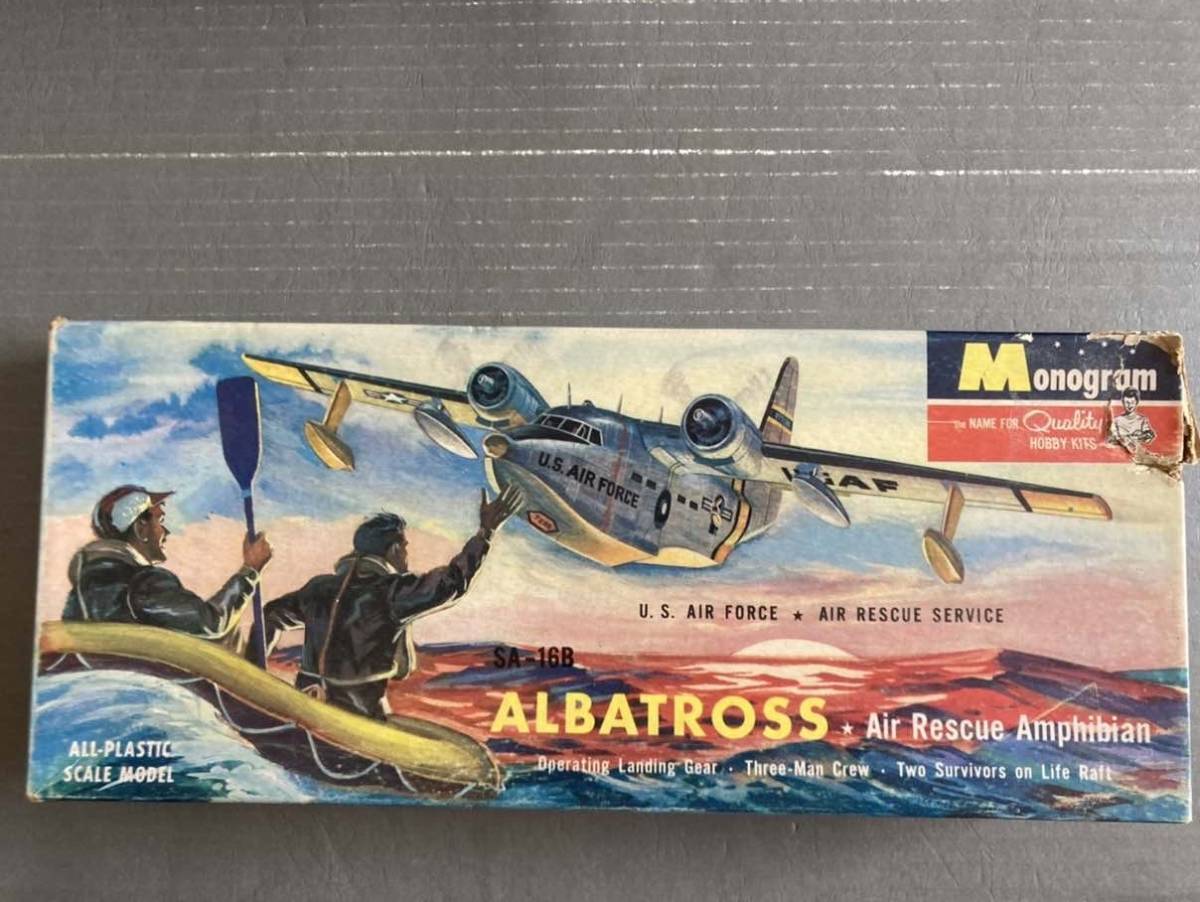 Monogram
the NAME FOR Quality
HOBBY KITS
U.S. AIR FORCE
USAF
U. S. AIR FORCE ★ AIR RESCUE SERVICE
SA-16B
ALBATROSS ★ Air Rescue Amphibian
Operating Landing Gear · Three-Man Crew · Two Survivors on Life Raft
ALL-PLASTIC
SCALE MODEL